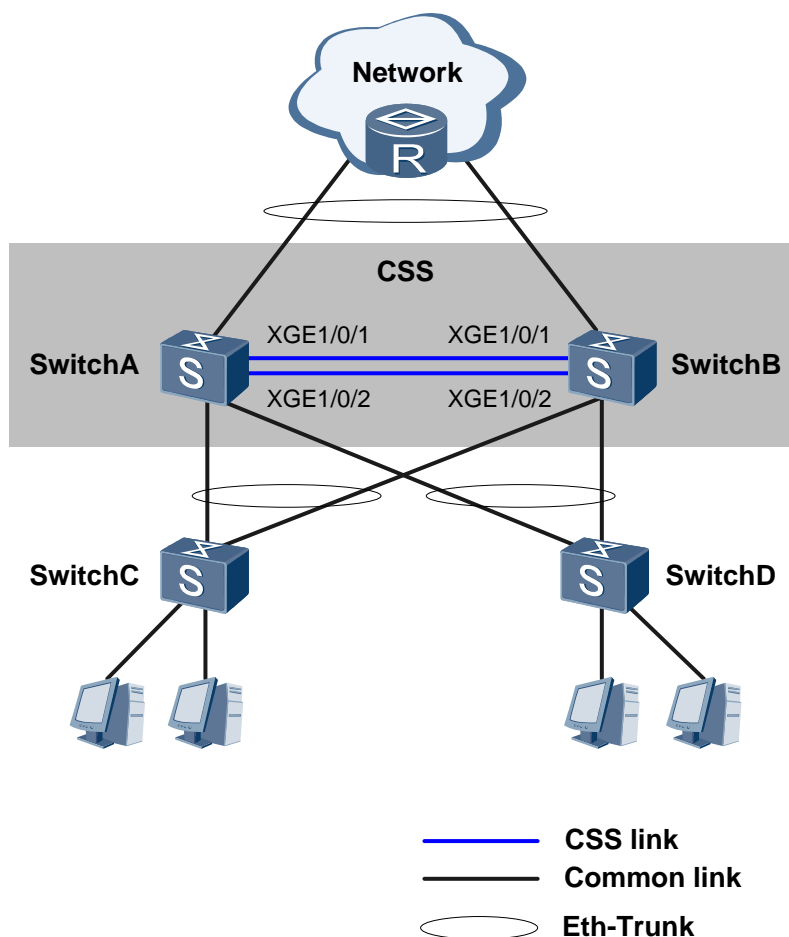 Network
R
CSS
XGE1/0/1 XGE1/0/1
SwitchA S S SwitchB
XGE1/0/2 XGE1/0/2
SwitchC S S SwitchD
CSS link
Common link
Eth-Trunk